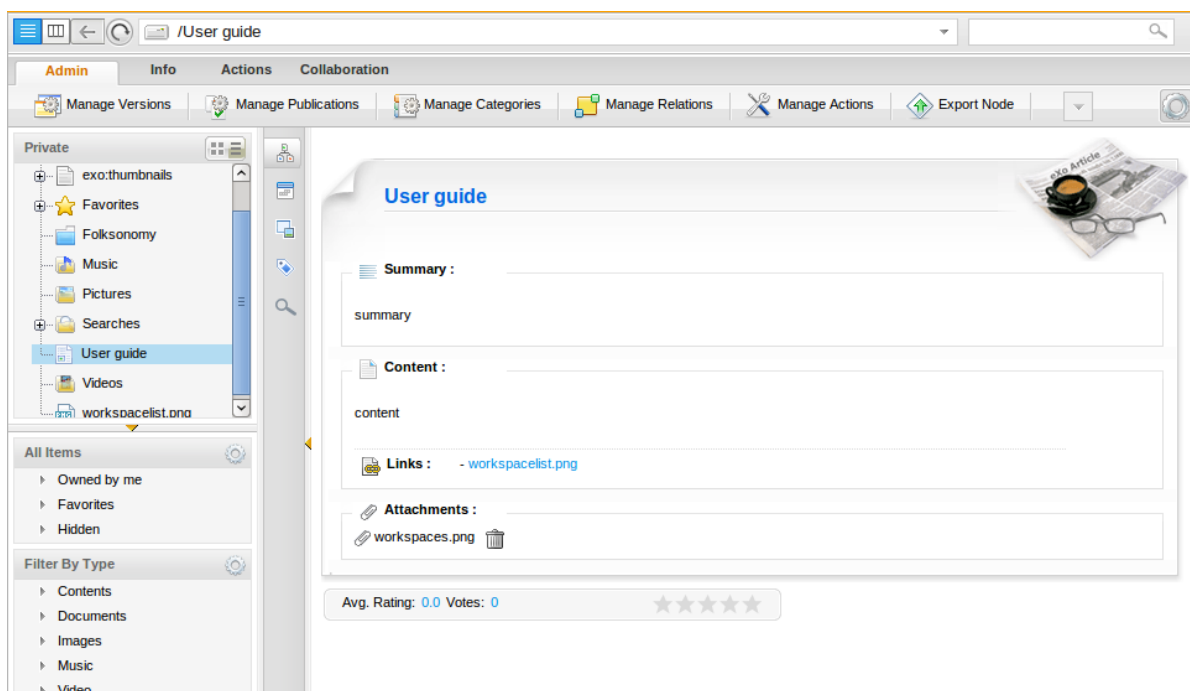 /User guide
Admin Info Actions Collaboration
Manage Versions Manage Publications Manage Categories Manage Relations Manage Actions Export Node
Private
exo:thumbnails
Favorites
Folksonomy
Music
Pictures
Searches
User guide
Videos
workspacelist.png
All Items
Owned by me
Favorites
Hidden
Filter By Type
Contents
Documents
Images
Music
Video
eXo Article
User guide
Summary :
summary
Content :
content
Links : - workspacelist.png
Attachments :
workspaces.png
Avg. Rating: 0.0 Votes: 0